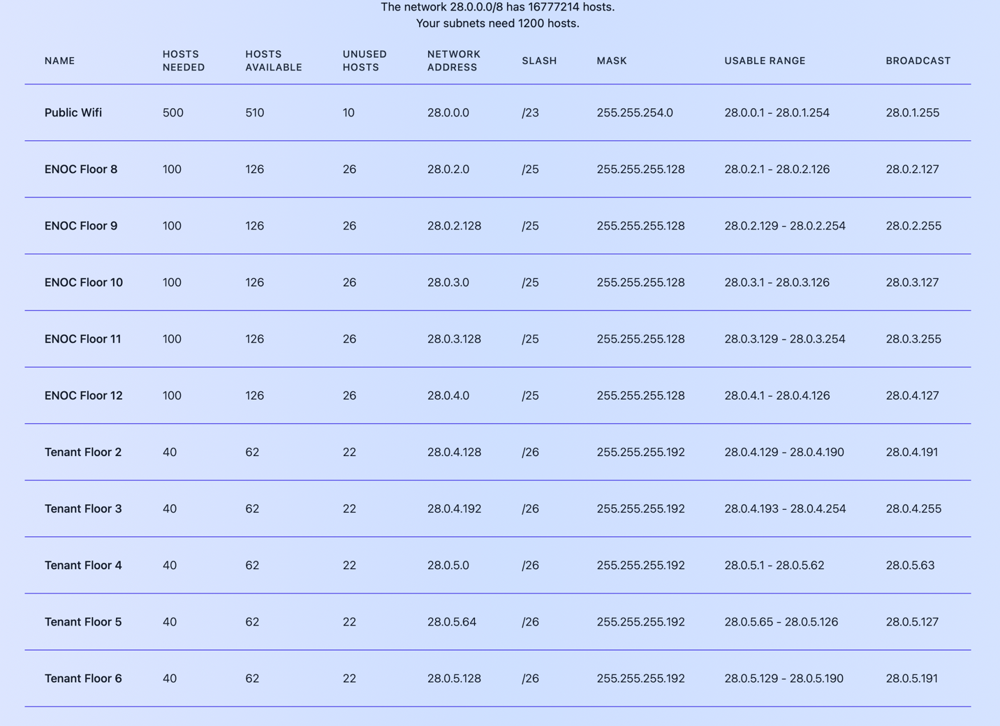 The network 28.0.0.0/8 has 16777214 hosts.
Your subnets need 1200 hosts.
NAME HOSTS NEEDED HOSTS AVAILABLE UNUSED HOSTS NETWORK ADDRESS SLASH MASK USABLE RANGE BROADCAST
Public Wifi 500 510 10 28.0.0.0 /23 255.255.254.0 28.0.0.1 - 28.0.1.254 28.0.1.255
ENOC Floor 8 100 126 26 28.0.2.0 /25 255.255.255.128 28.0.2.1 - 28.0.2.126 28.0.2.127
ENOC Floor 9 100 126 26 28.0.2.128 /25 255.255.255.128 28.0.2.129 - 28.0.2.254 28.0.2.255
ENOC Floor 10 100 126 26 28.0.3.0 /25 255.255.255.128 28.0.3.1 - 28.0.3.126 28.0.3.127
ENOC Floor 11 100 126 26 28.0.3.128 /25 255.255.255.128 28.0.3.129 - 28.0.3.254 28.0.3.255
ENOC Floor 12 100 126 26 28.0.4.0 /25 255.255.255.128 28.0.4.1 - 28.0.4.126 28.0.4.127
Tenant Floor 2 40 62 22 28.0.4.128 /26 255.255.255.192 28.0.4.129 - 28.0.4.190 28.0.4.191
Tenant Floor 3 40 62 22 28.0.4.192 /26 255.255.255.192 28.0.4.193 - 28.0.4.254 28.0.4.255
Tenant Floor 4 40 62 22 28.0.5.0 /26 255.255.255.192 28.0.5.1 - 28.0.5.62 28.0.5.63
Tenant Floor 5 40 62 22 28.0.5.64 /26 255.255.255.192 28.0.5.65 - 28.0.5.126 28.0.5.127
Tenant Floor 6 40 62 22 28.0.5.128 /26 255.255.255.192 28.0.5.129 - 28.0.5.190 28.0.5.191